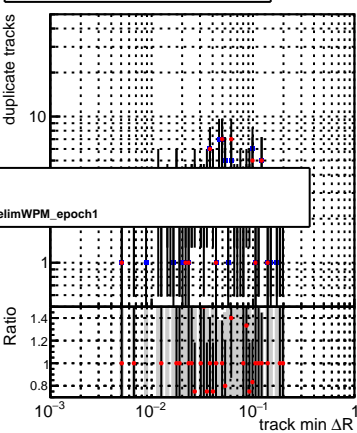 duplicate tracks
10
elimWPM_epoch1
1
Ratio
1.4
1.2
1
0.8
10⁻³
10⁻²
10⁻¹
1
track min ΔR